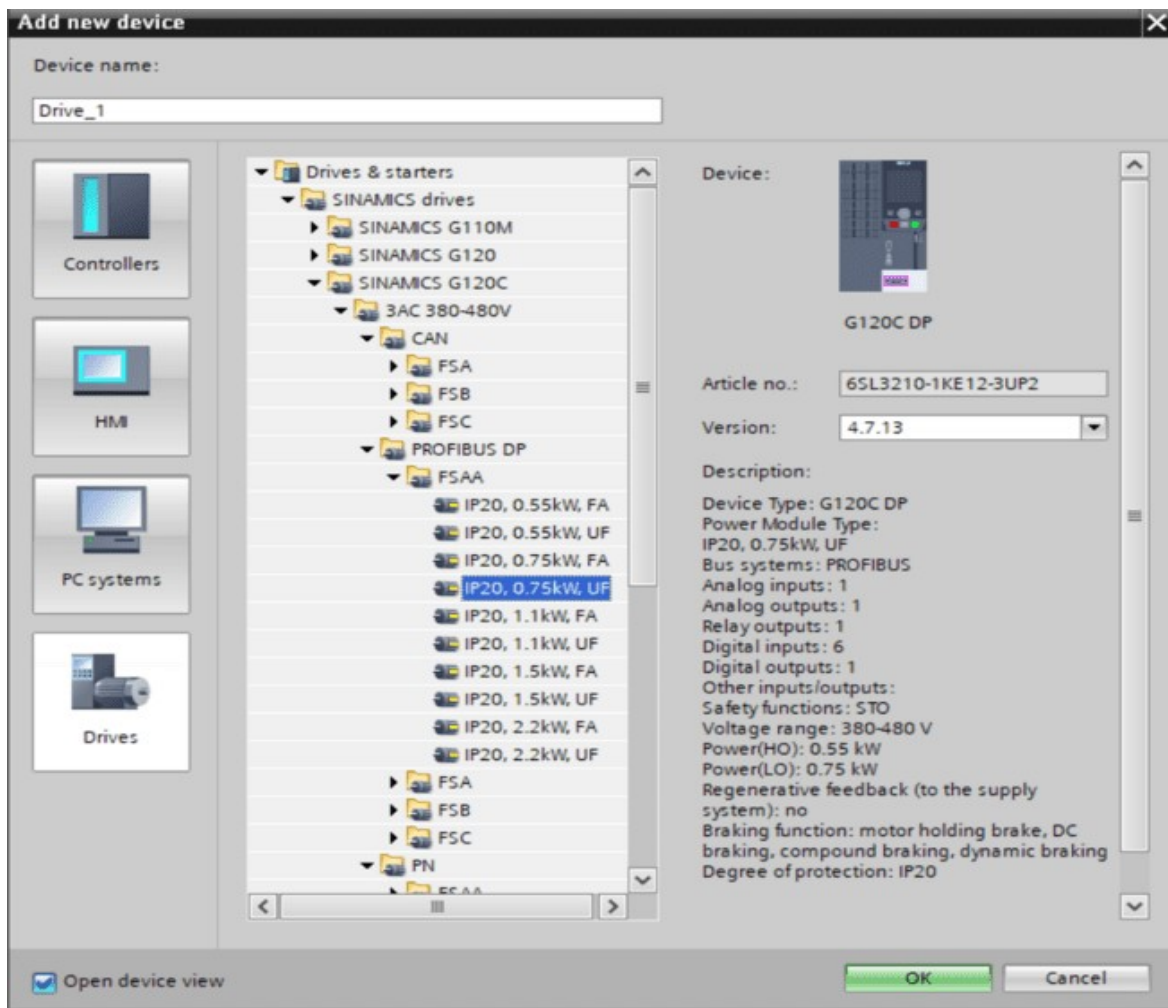 Add new device
Device name:
Drive_1
Controllers
HMI
PC systems
Drives
Drives & starters
SINAMICS drives
SINAMICS G110M
SINAMICS G120
SINAMICS G120C
3AC 380-480V
CAN
FSA
FSB
FSC
PROFIBUS DP
FSAA
IP20, 0.55kW, FA
IP20, 0.55kW, UF
IP20, 0.75kW, FA
IP20, 0.75kW, UF
IP20, 1.1kW, FA
IP20, 1.1kW, UF
IP20, 1.5kW, FA
IP20, 1.5kW, UF
IP20, 2.2kW, FA
IP20, 2.2kW, UF
FSA
FSB
FSC
PN
FSAA
Device:
G120C DP
Article no.: 6SL3210-1KE12-3UP2
Version: 4.7.13
Description:
Device Type: G120C DP
Power Module Type:
IP20, 0.75kW, UF
Bus systems: PROFIBUS
Analog inputs: 1
Analog outputs: 1
Relay outputs: 1
Digital inputs: 6
Digital outputs: 1
Other inputs/outputs:
Safety functions: STO
Voltage range: 380-480 V
Power(HO): 0.55 kW
Power(LO): 0.75 kW
Regenerative feedback (to the supply
system): no
Braking function: motor holding brake, DC
braking, compound braking, dynamic braking
Degree of protection: IP20
Open device view
OK
Cancel